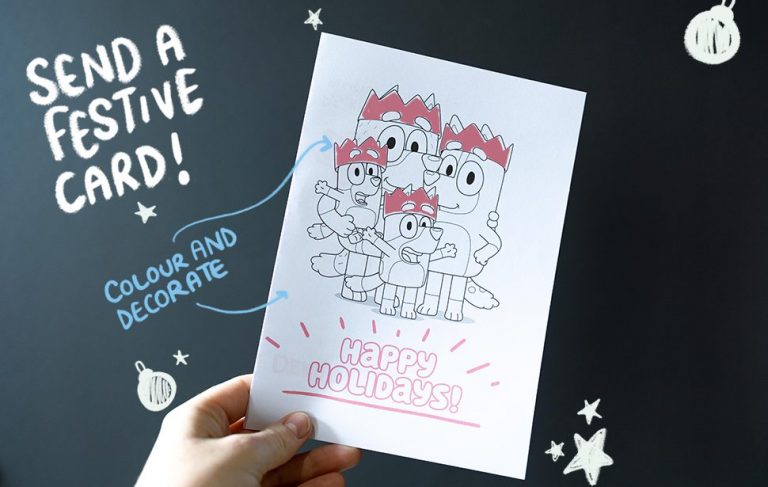 SEND A
FESTIVE
CARD!
COLOUR AND
DECORATE
HAPPY
HOLIDAYS!